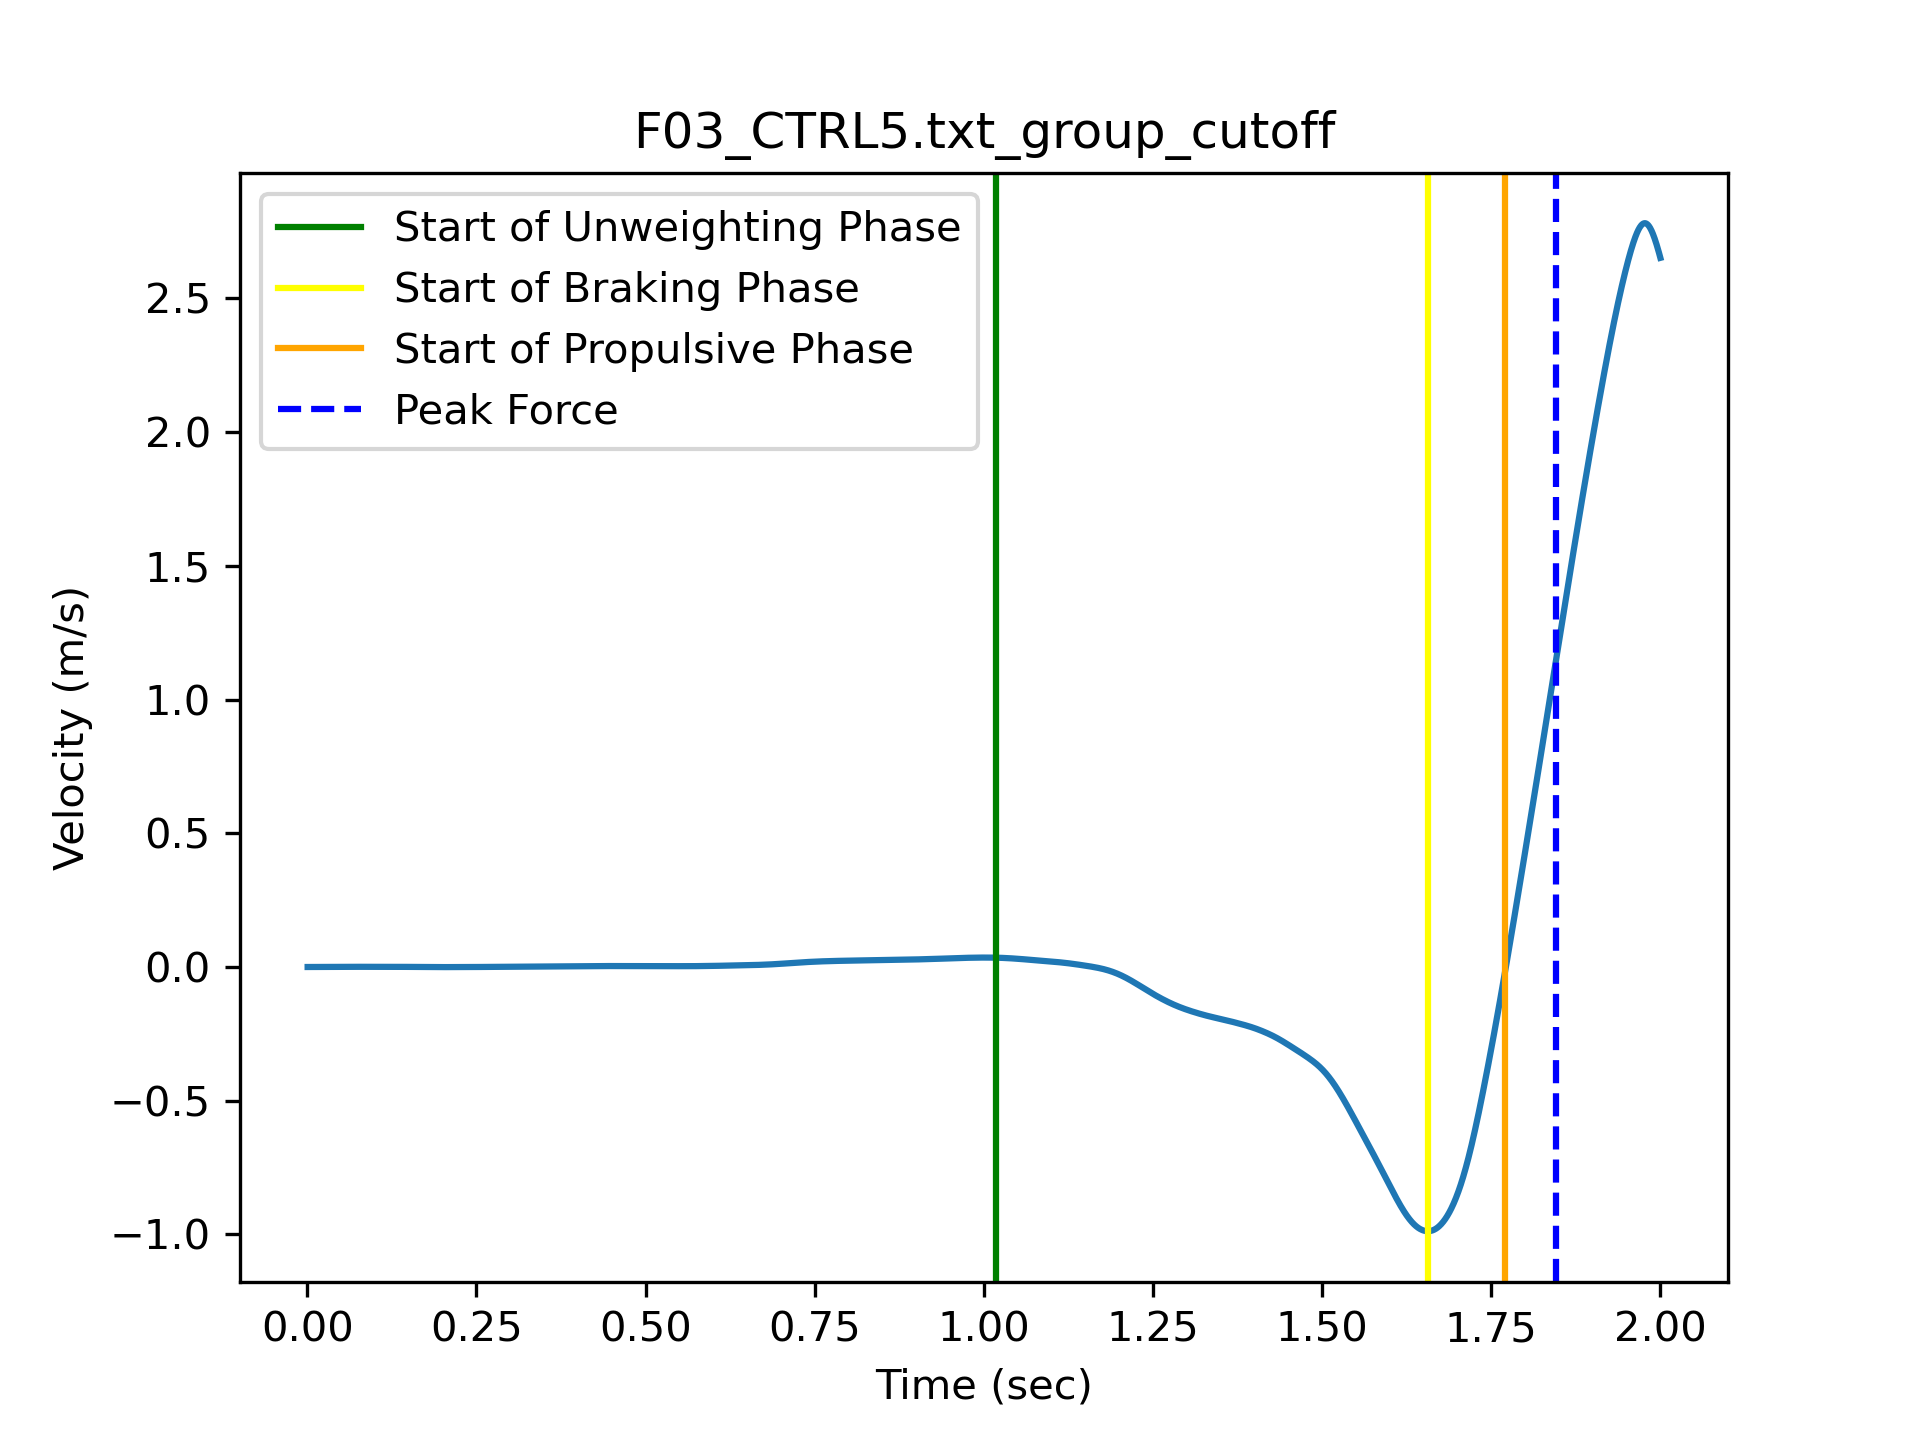 F03_CTRL5.txt_group_cutoff
Start of Unweighting Phase
Start of Braking Phase
Start of Propulsive Phase
Peak Force
2.5
2.0
1.5
1.0
0.5
0.0
−0.5
−1.0
Velocity (m/s)
0.00 0.25 0.50 0.75 1.00 1.25 1.50 1.75 2.00
Time (sec)